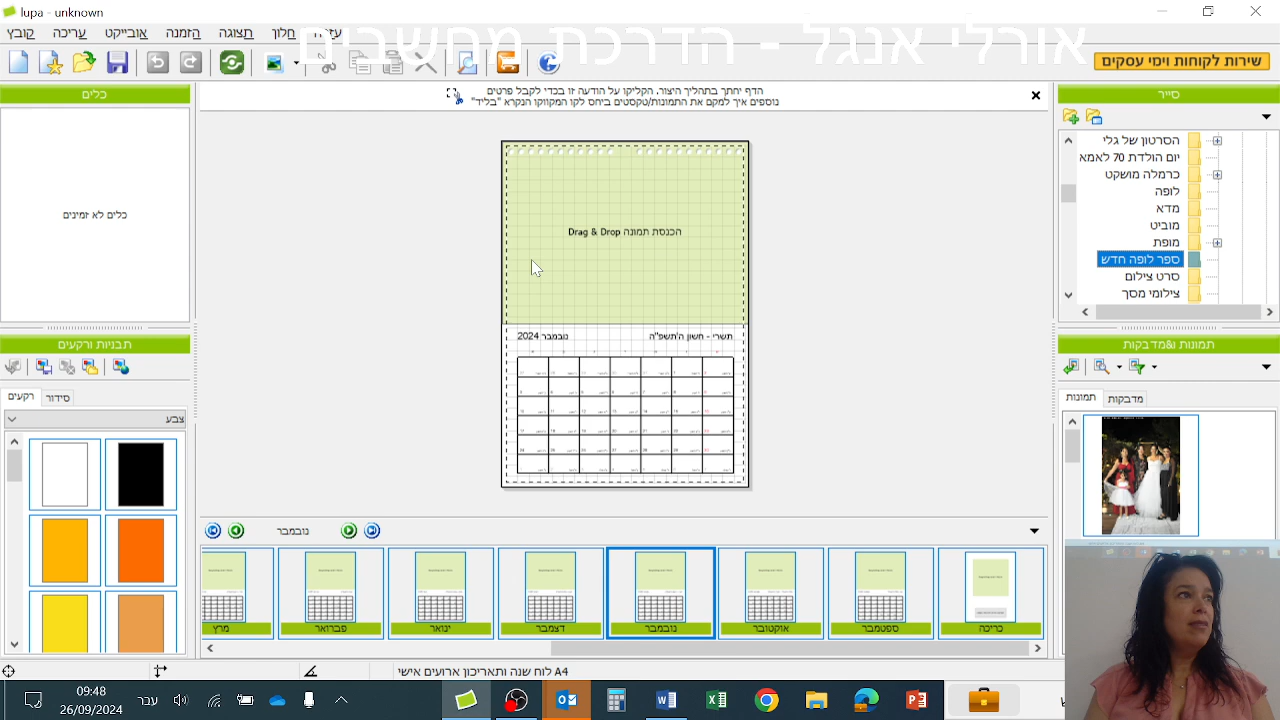 lupa - unknown
קובץ עריכה אובייקט הזמנה תצוגה חלון
אורלי אנגל - הדרכת מחשבים
שירות לקוחות וימי עסקים
כלים
סייר
הדף יחתך בתהליך היצור. הקליקו על הודעה זו בכדי לקבל פרטים
נוספים איך למקם את התמונות/טקסטים ביחס לקו המקווקו הנקרא "בליד"
כלים לא זמינים
הסרטון של גלי
יום הולדת 70 לאמא
כרמלה מושקט
לופה
מדא
מוביט
מופת
ספר לופה חדש
סרט צילום
צילומי מסך
הכנסת תמונה Drag & Drop
תשרי - חשון ה'תשפ"ה
נובמבר 2024
תבניות ורקעים
תמונות &ומדבקות
רקעים
סידור
צבע
תמונות
מדבקות
נובמבר
כריכה
ספטמבר
אוקטובר
נובמבר
דצמבר
ינואר
פברואר
מרץ
לוח שנה ותאריכון ארועים אישי A4
09:48
26/09/2024
עבר